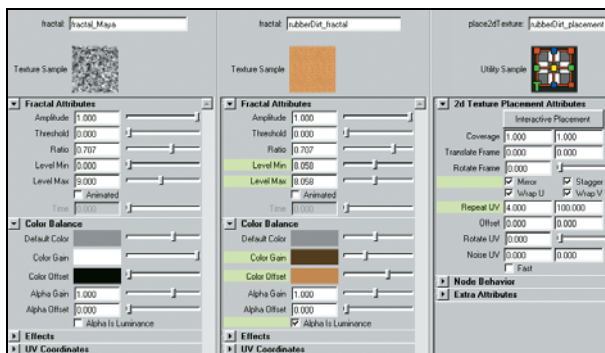 fractal: fractal_Maya
Texture Sample
Fractal Attributes
Amplitude 1.000
Threshold 0.000
Ratio 0.707
Level Min 0.000
Level Max 9.000
Animated
Time 0.000
Color Balance
Default Color
Color Gain
Color Offset
Alpha Gain 1.000
Alpha Offset 0.000
Alpha Is Luminance
Effects
UV Coordinates
fractal: rubberDirt_fractal
Texture Sample
Fractal Attributes
Amplitude 1.000
Threshold 0.000
Ratio 0.707
Level Min 8.058
Level Max 8.058
Animated
Time 0.000
Color Balance
Default Color
Color Gain
Color Offset
Alpha Gain 1.000
Alpha Offset 0.000
Alpha Is Luminance
Effects
UV Coordinates
place2dTexture: rubberDirt_placement
Utility Sample
2d Texture Placement Attributes
Interactive Placement
Coverage 1.000 1.000
Translate Frame 0.000 0.000
Rotate Frame 0.000
Mirror Stagger
Wrap U Wrap V
Repeat UV 4.000 100.000
Offset 0.000 0.000
Rotate UV 0.000
Noise UV 0.000 0.000
Fast
Node Behavior
Extra Attributes